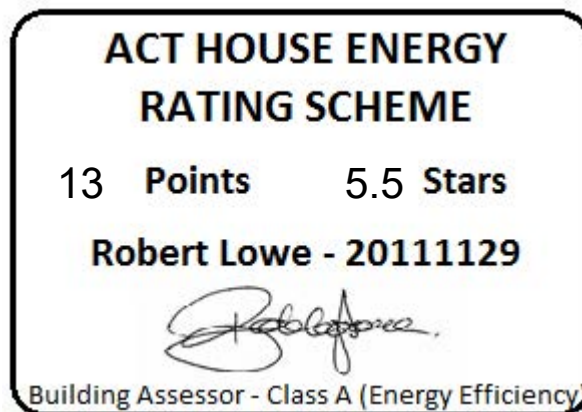 ACT HOUSE ENERGY
RATING SCHEME
13 Points 5.5 Stars
Robert Lowe - 20111129
Building Assessor - Class A (Energy Efficiency)